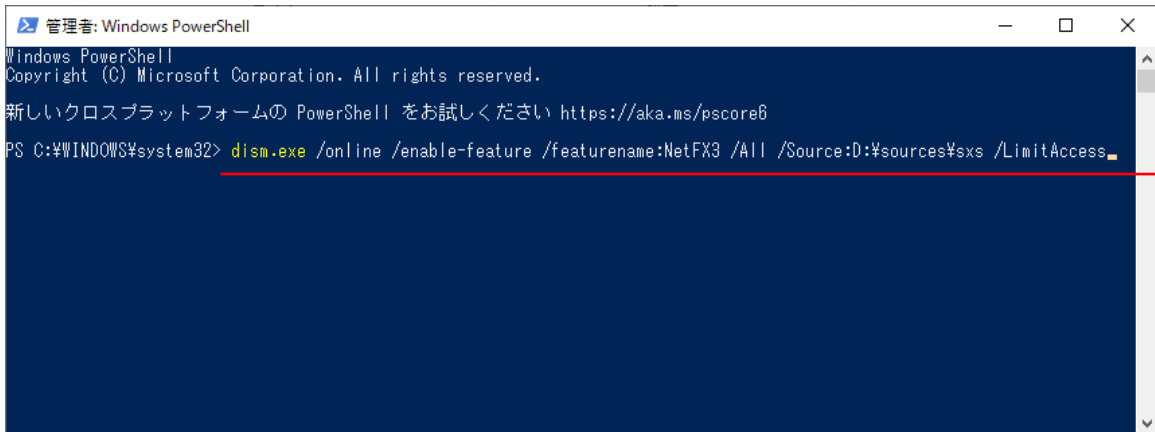 管理者: Windows PowerShell
Windows PowerShell
Copyright (C) Microsoft Corporation. All rights reserved.
新しいクロスプラットフォームの PowerShell をお試しください https://aka.ms/pscore6
PS C:¥WINDOWS¥system32> dism.exe /online /enable-feature /featurename:NetFX3 /All /Source:D:¥sources¥sxs /LimitAccess